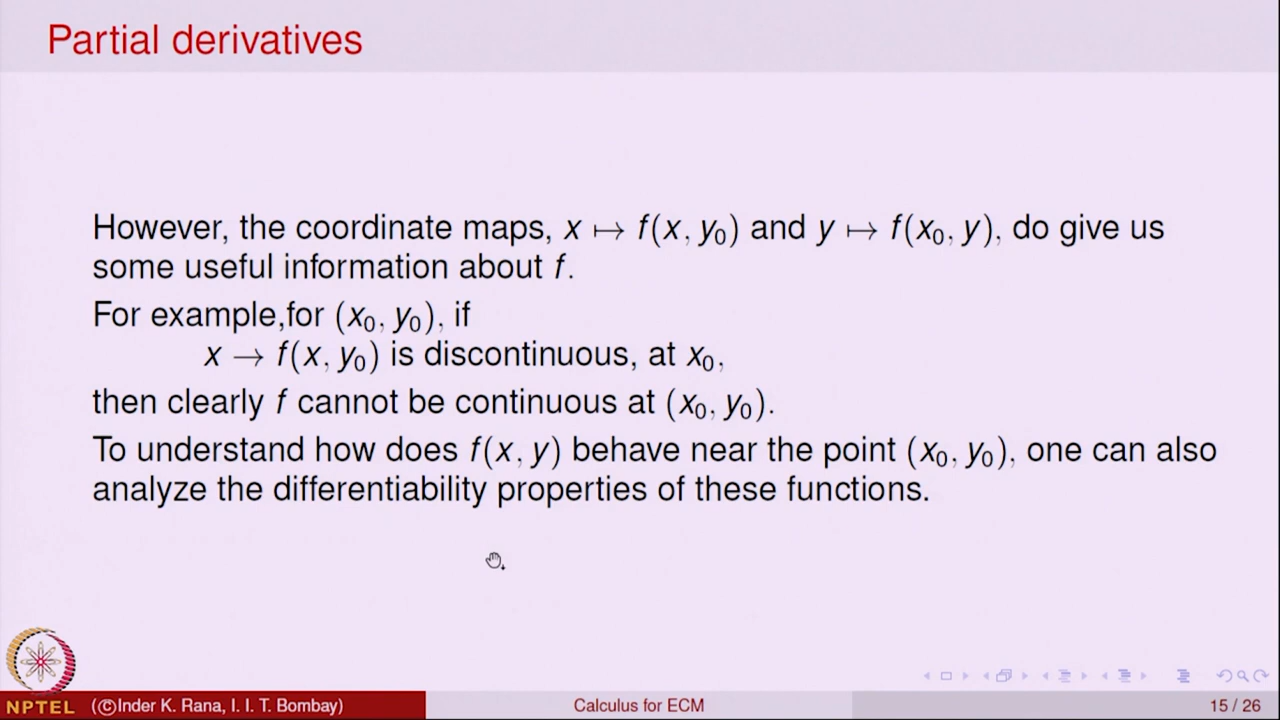 Partial derivatives
However, the coordinate maps, x ↦ f(x, y₀) and y ↦ f(x₀, y), do give us
some useful information about f.
For example,for (x₀, y₀), if
x → f(x, y₀) is discontinuous, at x₀,
then clearly f cannot be continuous at (x₀, y₀).
To understand how does f(x, y) behave near the point (x₀, y₀), one can also
analyze the differentiability properties of these functions.
NPTEL
(©Inder K. Rana, I. I. T. Bombay)
Calculus for ECM
15 / 26